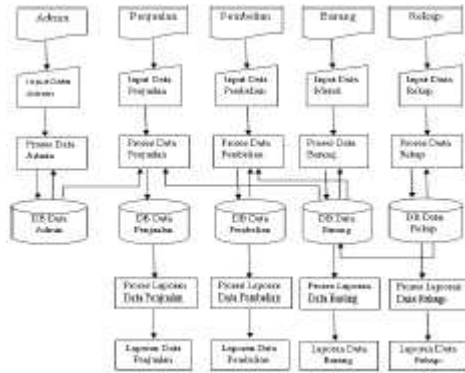 Admin
Penjualan
Pembelian
Barang
Rekap
Input Data
Admin
Input Data
Penjualan
Input Data
Pembelian
Input Data
Input Data
Rekap
Proses Data
Admin
Proses Data
Penjualan
Proses Data
Pembelian
Proses Data
Barang
Proses Data
Rekap
DB Data
Admin
DB Data
Penjualan
DB Data
Pembelian
DB Data
Barang
DB Data
Rekap
Proses Laporan
Data Penjualan
Proses Laporan
Data Pembelian
Proses Laporan
Data Barang
Proses Laporan
Data Rekap
Laporan Data
Penjualan
Laporan Data
Pembelian
Laporan Data
Barang
Laporan Data
Rekap